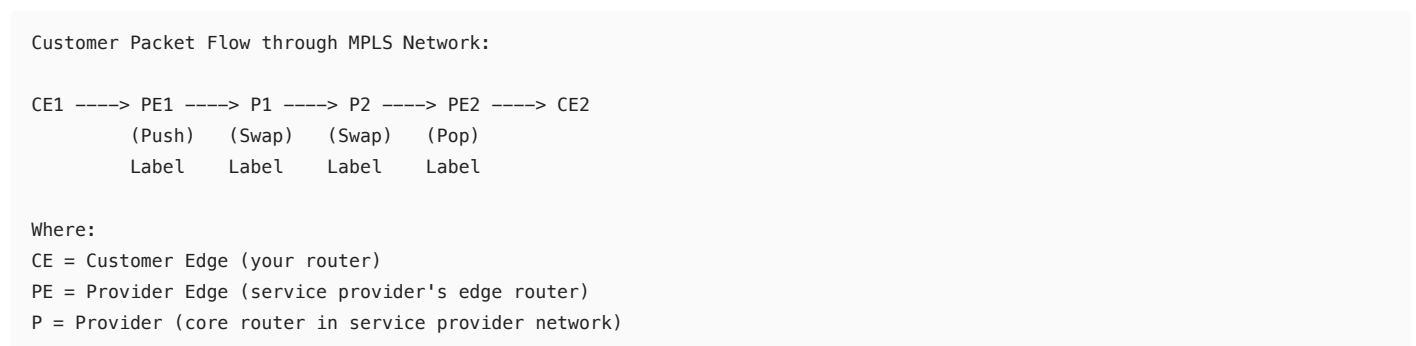 Customer Packet Flow through MPLS Network:
CE1 ----> PE1 ----> P1 ----> P2 ----> PE2 ----> CE2
(Push) (Swap) (Swap) (Pop)
Label Label Label Label
Where:
CE = Customer Edge (your router)
PE = Provider Edge (service provider's edge router)
P = Provider (core router in service provider network)